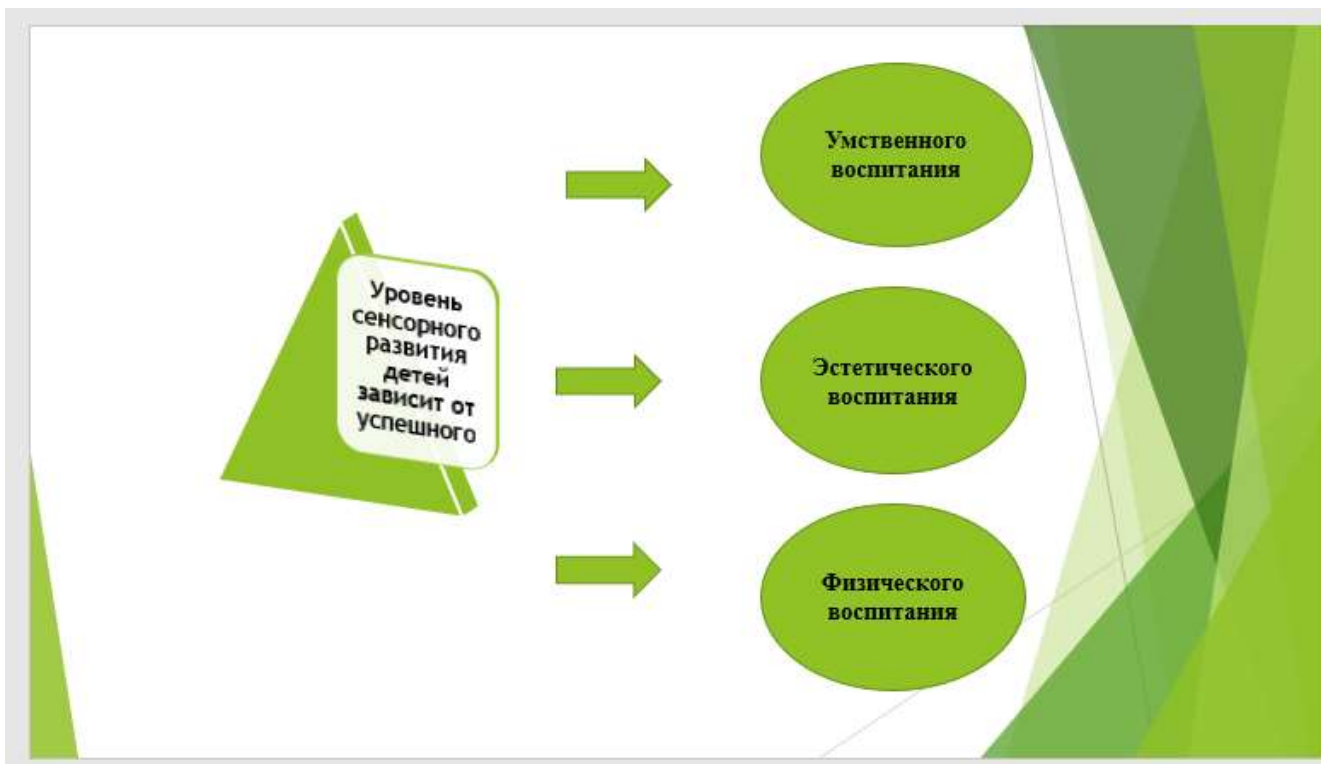 Уровень
сенсорного
развития
детей
зависит от
успешного
Умственного
воспитания
Эстетического
воспитания
Физического
воспитания